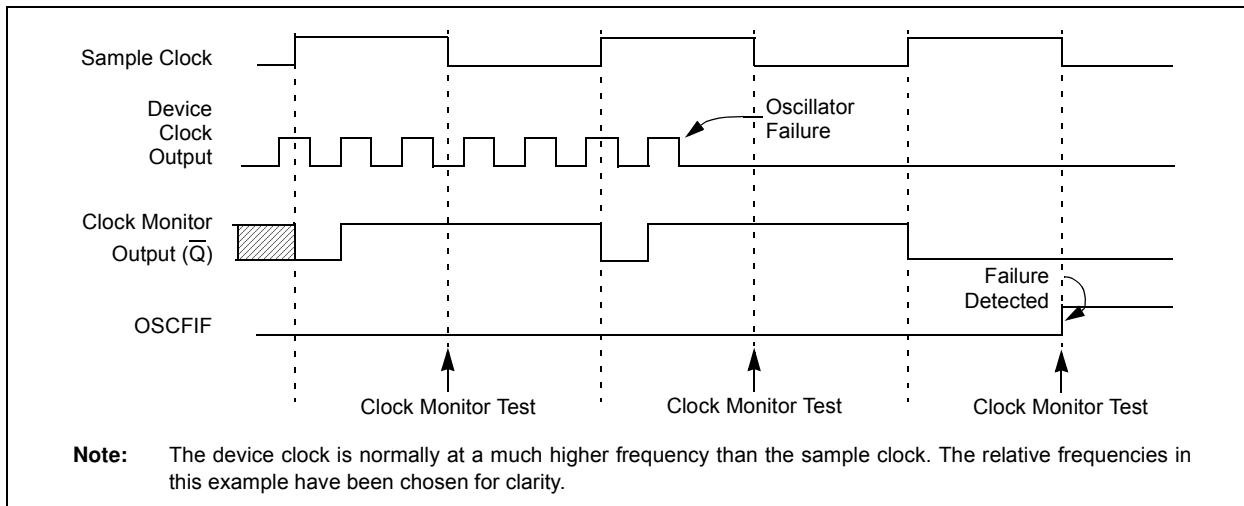 Sample Clock
Device
Clock
Output
Oscillator
Failure
Clock Monitor
Output (Q̅)
Failure
Detected
OSCFIF
Clock Monitor Test
Clock Monitor Test
Clock Monitor Test
Note: The device clock is normally at a much higher frequency than the sample clock. The relative frequencies in
this example have been chosen for clarity.